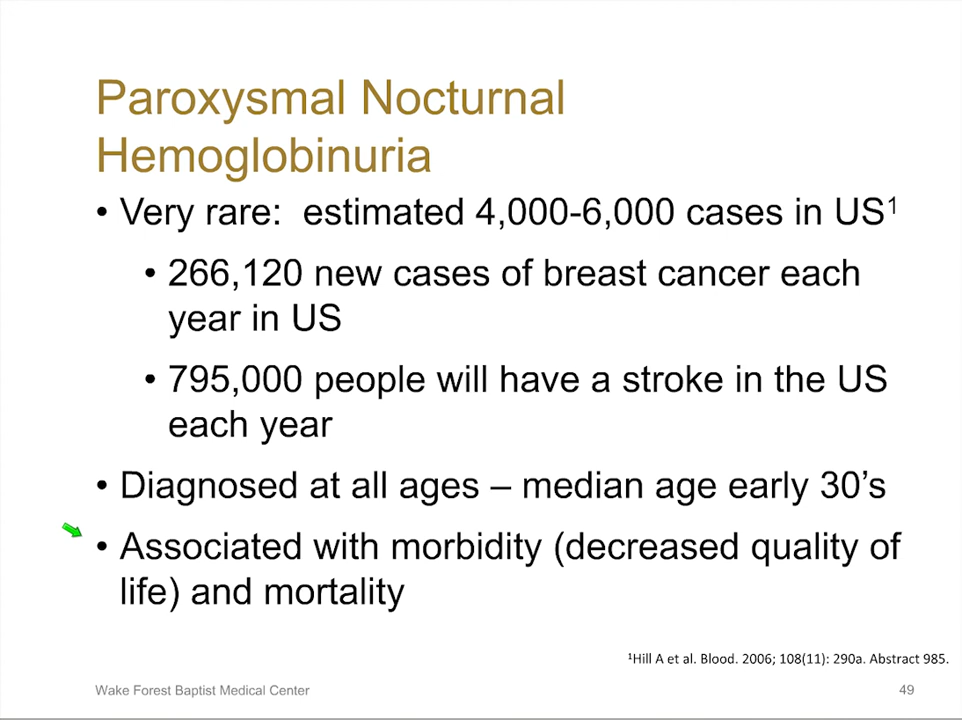 Paroxysmal Nocturnal
Hemoglobinuria
• Very rare:  estimated 4,000-6,000 cases in US¹
• 266,120 new cases of breast cancer each
year in US
• 795,000 people will have a stroke in the US
each year
• Diagnosed at all ages – median age early 30’s
• Associated with morbidity (decreased quality of
life) and mortality
¹Hill A et al. Blood. 2006; 108(11): 290a. Abstract 985.
Wake Forest Baptist Medical Center 49